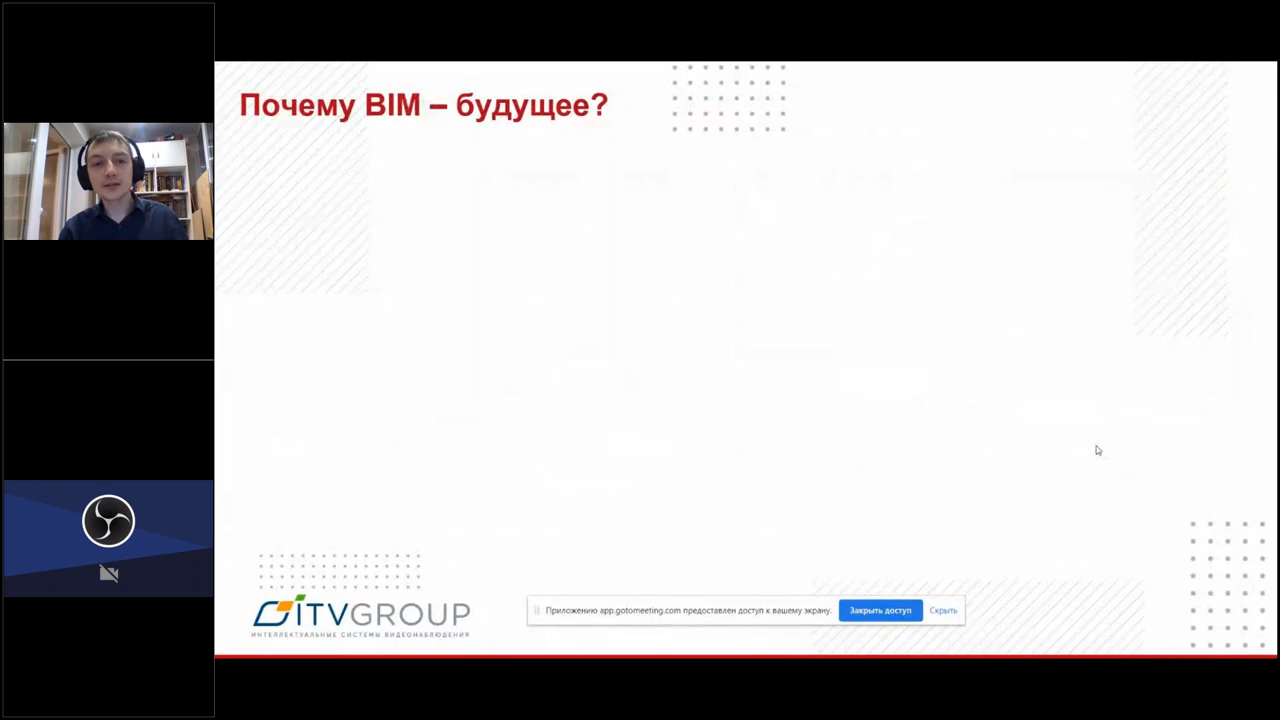 Почему BIM – будущее?
ITVGROUP
ИНТЕЛЛЕКТУАЛЬНЫЕ СИСТЕМЫ ВИДЕОНАБЛЮДЕНИЯ
Приложению app.gotomeeting.com предоставлен доступ к вашему экрану.
Закрыть доступ
Скрыть